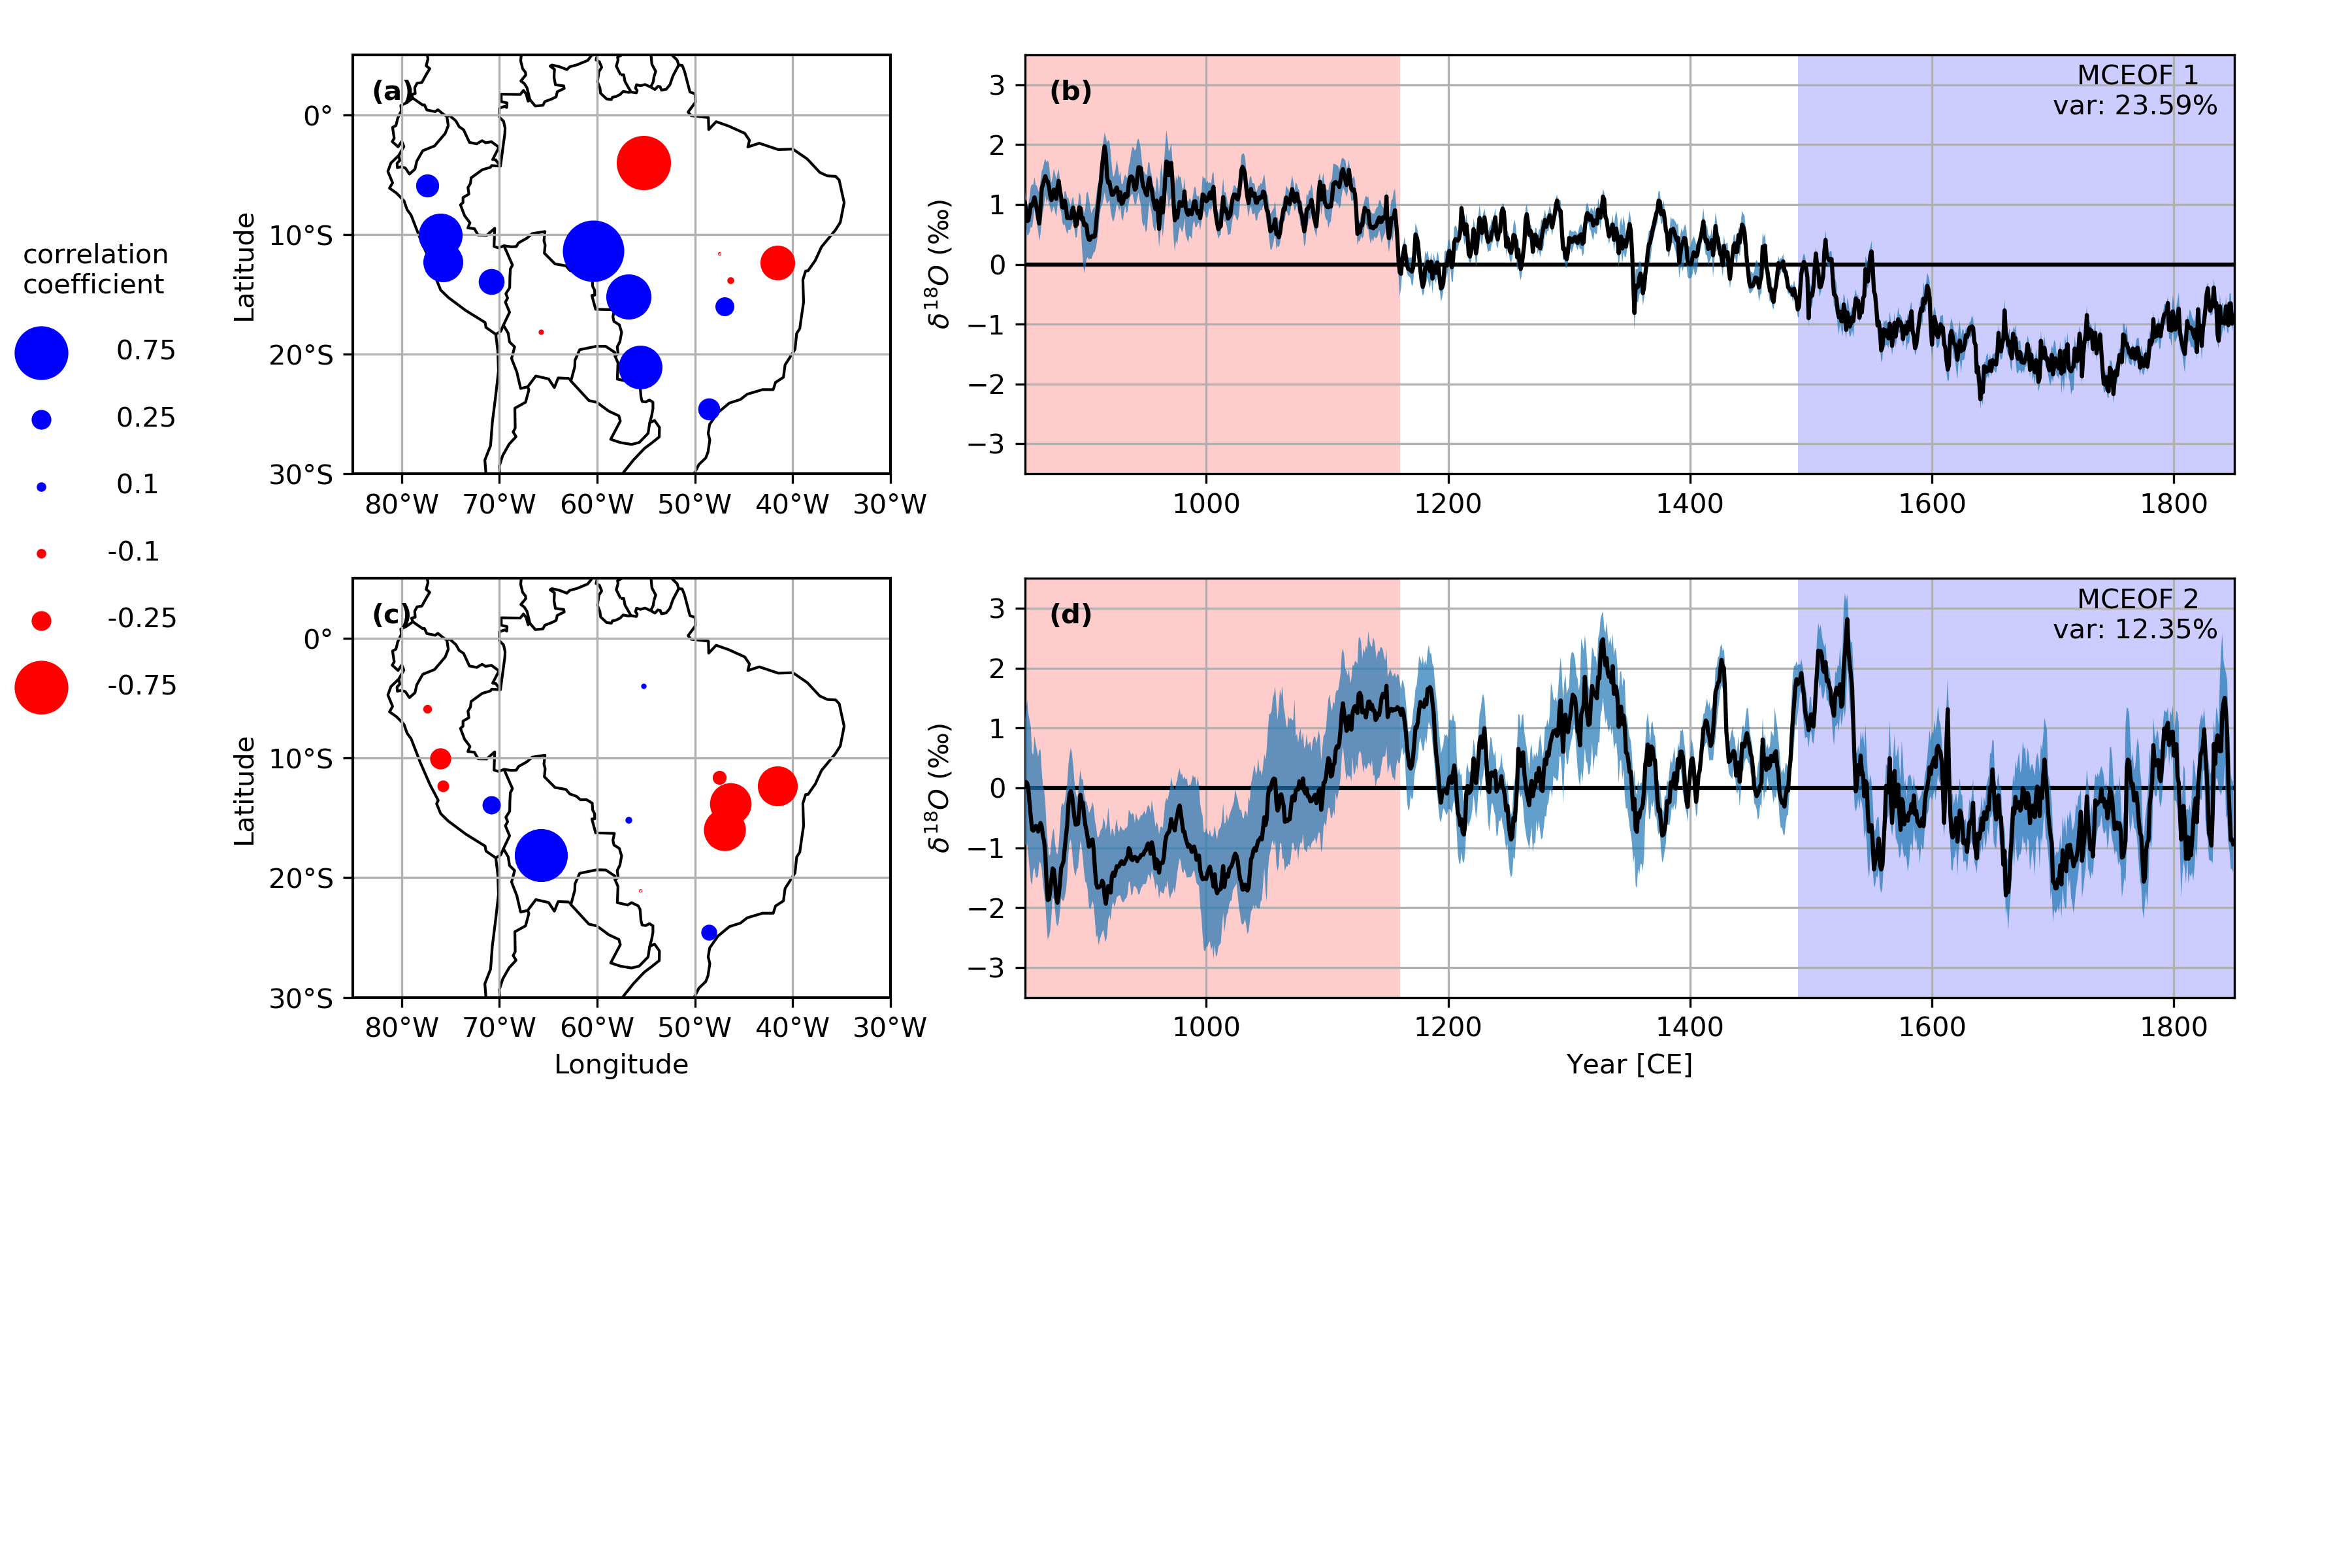 correlation
coefficient
0.75
0.25
0.1
-0.1
-0.25
-0.75
(a)
Latitude
0°
10°S
20°S
30°S
80°W 70°W 60°W 50°W 40°W 30°W
(b)
MCEOF 1
var: 23.59%
δ¹⁸O (‰)
3
2
1
0
−1
−2
−3
1000 1200 1400 1600 1800
(c)
Latitude
0°
10°S
20°S
30°S
80°W 70°W 60°W 50°W 40°W 30°W
Longitude
(d)
MCEOF 2
var: 12.35%
δ¹⁸O (‰)
3
2
1
0
−1
−2
−3
1000 1200 1400 1600 1800
Year [CE]